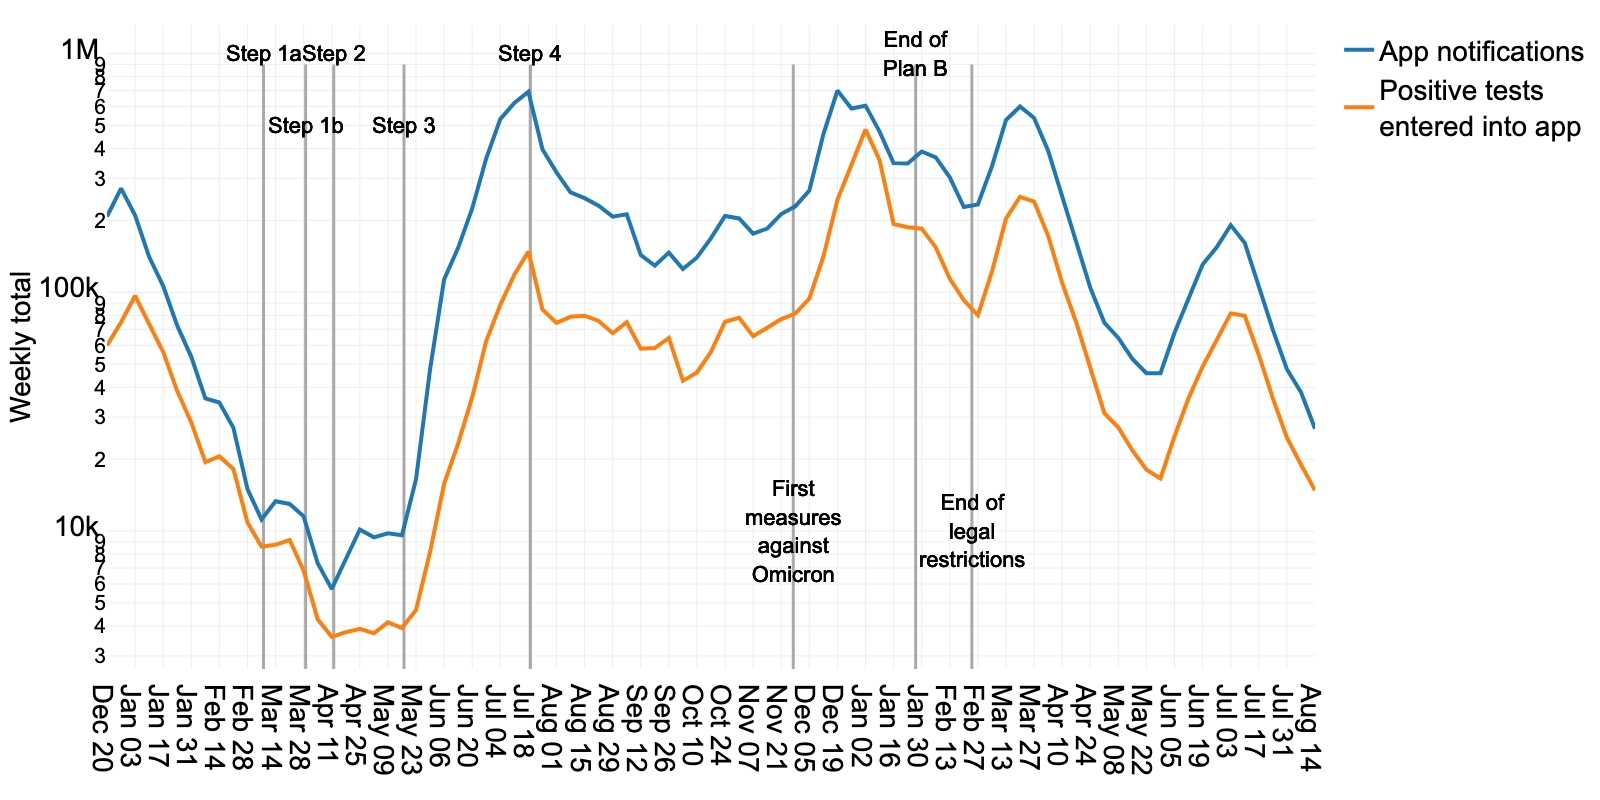 Step 1a
Step 2
Step 4
End of
Plan B
Step 1b
Step 3
App notifications
Positive tests
entered into app
Weekly total
1M
9
8
7
6
5
4
3
2
100k
9
8
7
6
5
4
3
2
10k
9
8
7
6
5
4
3
First
measures
against
Omicron
End of
legal
restrictions
Dec 20
Jan 03
Jan 17
Jan 31
Feb 14
Feb 28
Mar 14
Mar 28
Apr 11
Apr 25
May 09
May 23
Jun 06
Jun 20
Jul 04
Jul 18
Aug 01
Aug 15
Aug 29
Sep 12
Sep 26
Oct 10
Oct 24
Nov 07
Nov 21
Dec 05
Dec 19
Jan 02
Jan 16
Jan 30
Feb 13
Feb 27
Mar 13
Mar 27
Apr 10
Apr 24
May 08
May 22
Jun 05
Jun 19
Jul 03
Jul 17
Jul 31
Aug 14